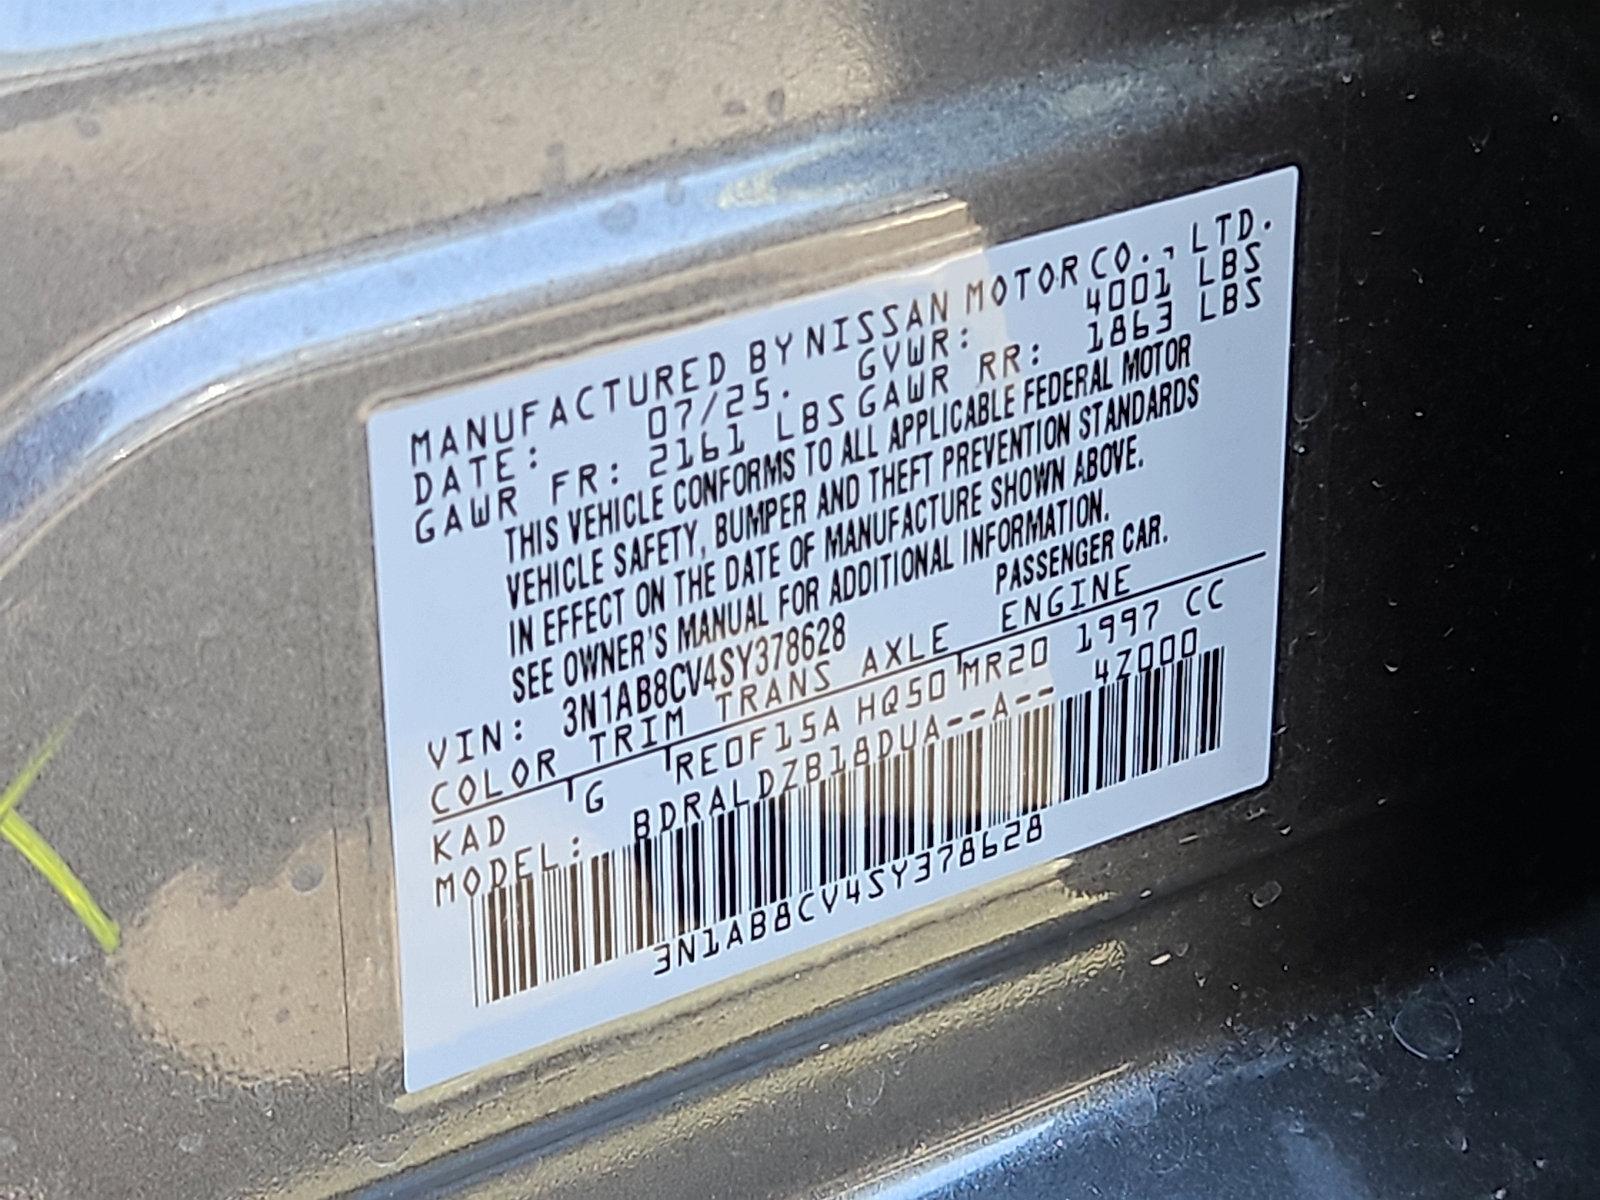 MANUFACTURED BY NISSAN MOTOR CO., LTD.
DATE: 07/25. GVWR: 4001 LBS
GAWR FR: 2161 LBS GAWR RR: 1863 LBS
THIS VEHICLE CONFORMS TO ALL APPLICABLE FEDERAL MOTOR
VEHICLE SAFETY, BUMPER AND THEFT PREVENTION STANDARDS
IN EFFECT ON THE DATE OF MANUFACTURE SHOWN ABOVE.
SEE OWNER'S MANUAL FOR ADDITIONAL INFORMATION.
VIN: 3N1AB8CV4SY378628 PASSENGER CAR.
COLOR TRIM TRANS AXLE ENGINE
KAD G RE0F15A HQ50 MR20 1997 CC
MODEL: BDRALDZB18DUA--A-- 4Z000
3N1AB8CV4SY378628